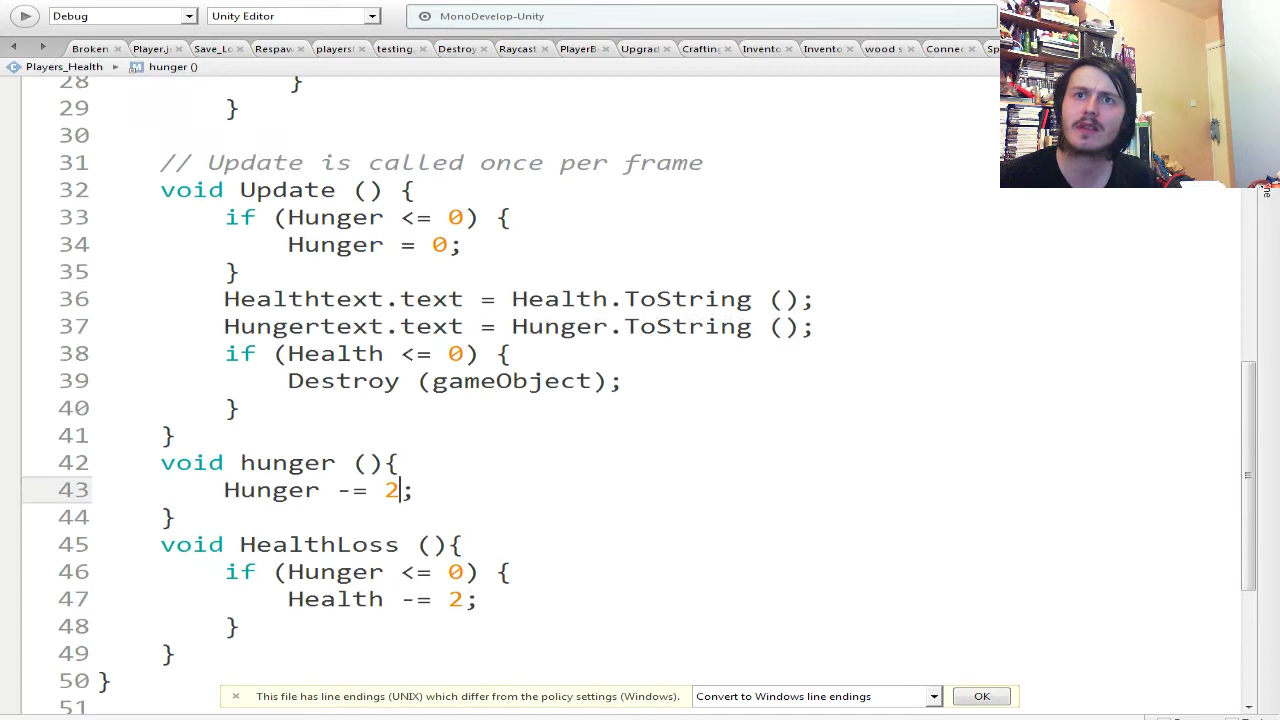 Debug Unity Editor MonoDevelop-Unity
Broken Player.j Save_Lo Respaw players testing Destroy Raycast PlayerB Upgrad Crafting Invento Invento wood s Connec Sp
Players_Health hunger ()
28 }
29 }
30
31 // Update is called once per frame
32 void Update () {
33 if (Hunger <= 0) {
34 Hunger = 0;
35 }
36 Healthtext.text = Health.ToString ();
37 Hungertext.text = Hunger.ToString ();
38 if (Health <= 0) {
39 Destroy (gameObject);
40 }
41 }
42 void hunger (){
43 Hunger -= 2;
44 }
45 void HealthLoss (){
46 if (Hunger <= 0) {
47 Health -= 2;
48 }
49 }
50 }
51
This file has line endings (UNIX) which differ from the policy settings (Windows). Convert to Windows line endings OK